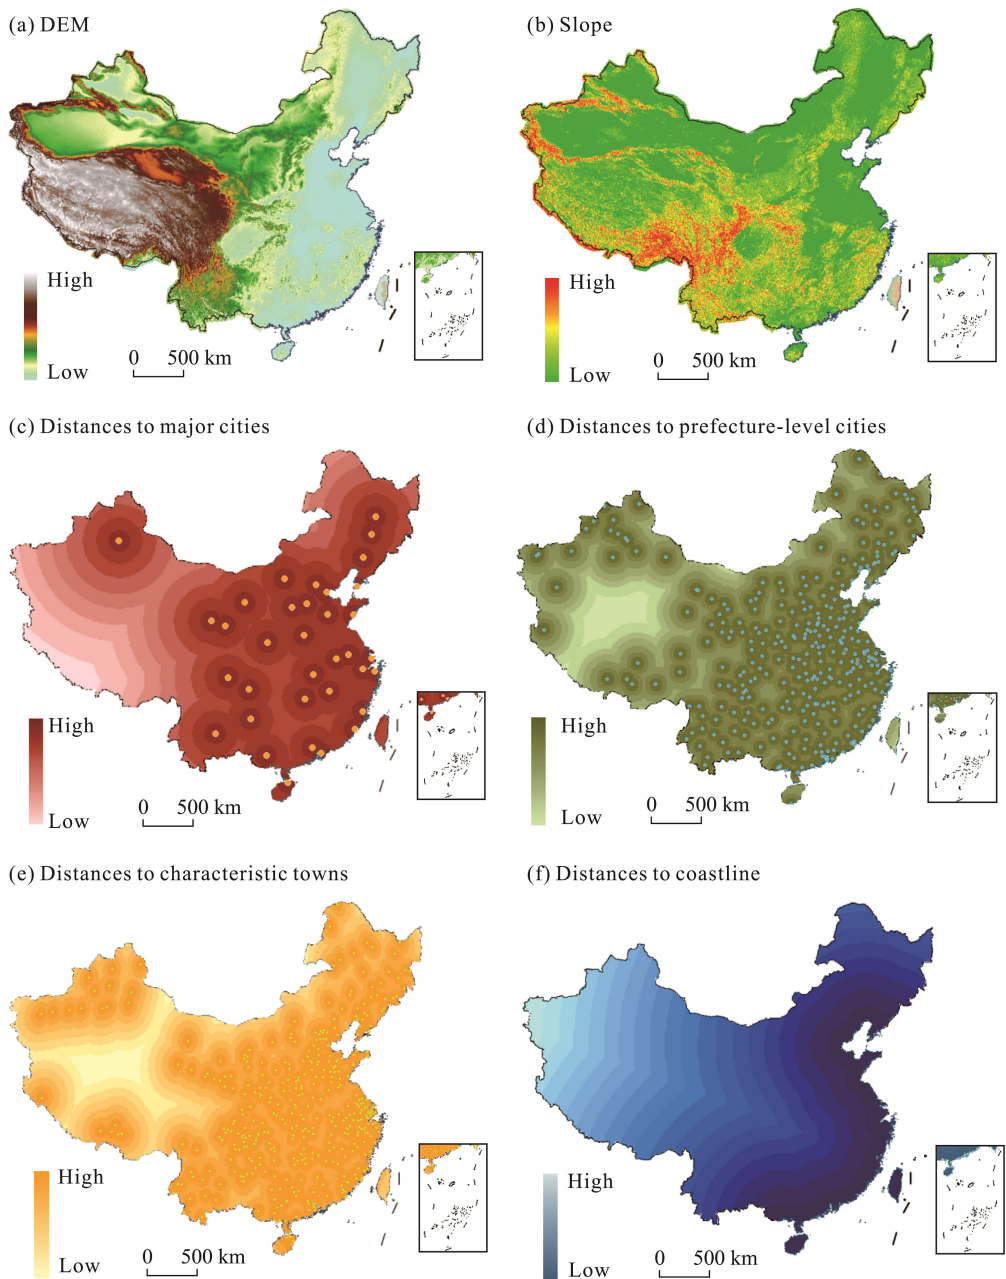 (a) DEM
High
Low
0 500 km
(b) Slope
High
Low
0 500 km
(c) Distances to major cities
High
Low
0 500 km
(d) Distances to prefecture-level cities
High
Low
0 500 km
(e) Distances to characteristic towns
High
Low
0 500 km
(f) Distances to coastline
High
Low
0 500 km